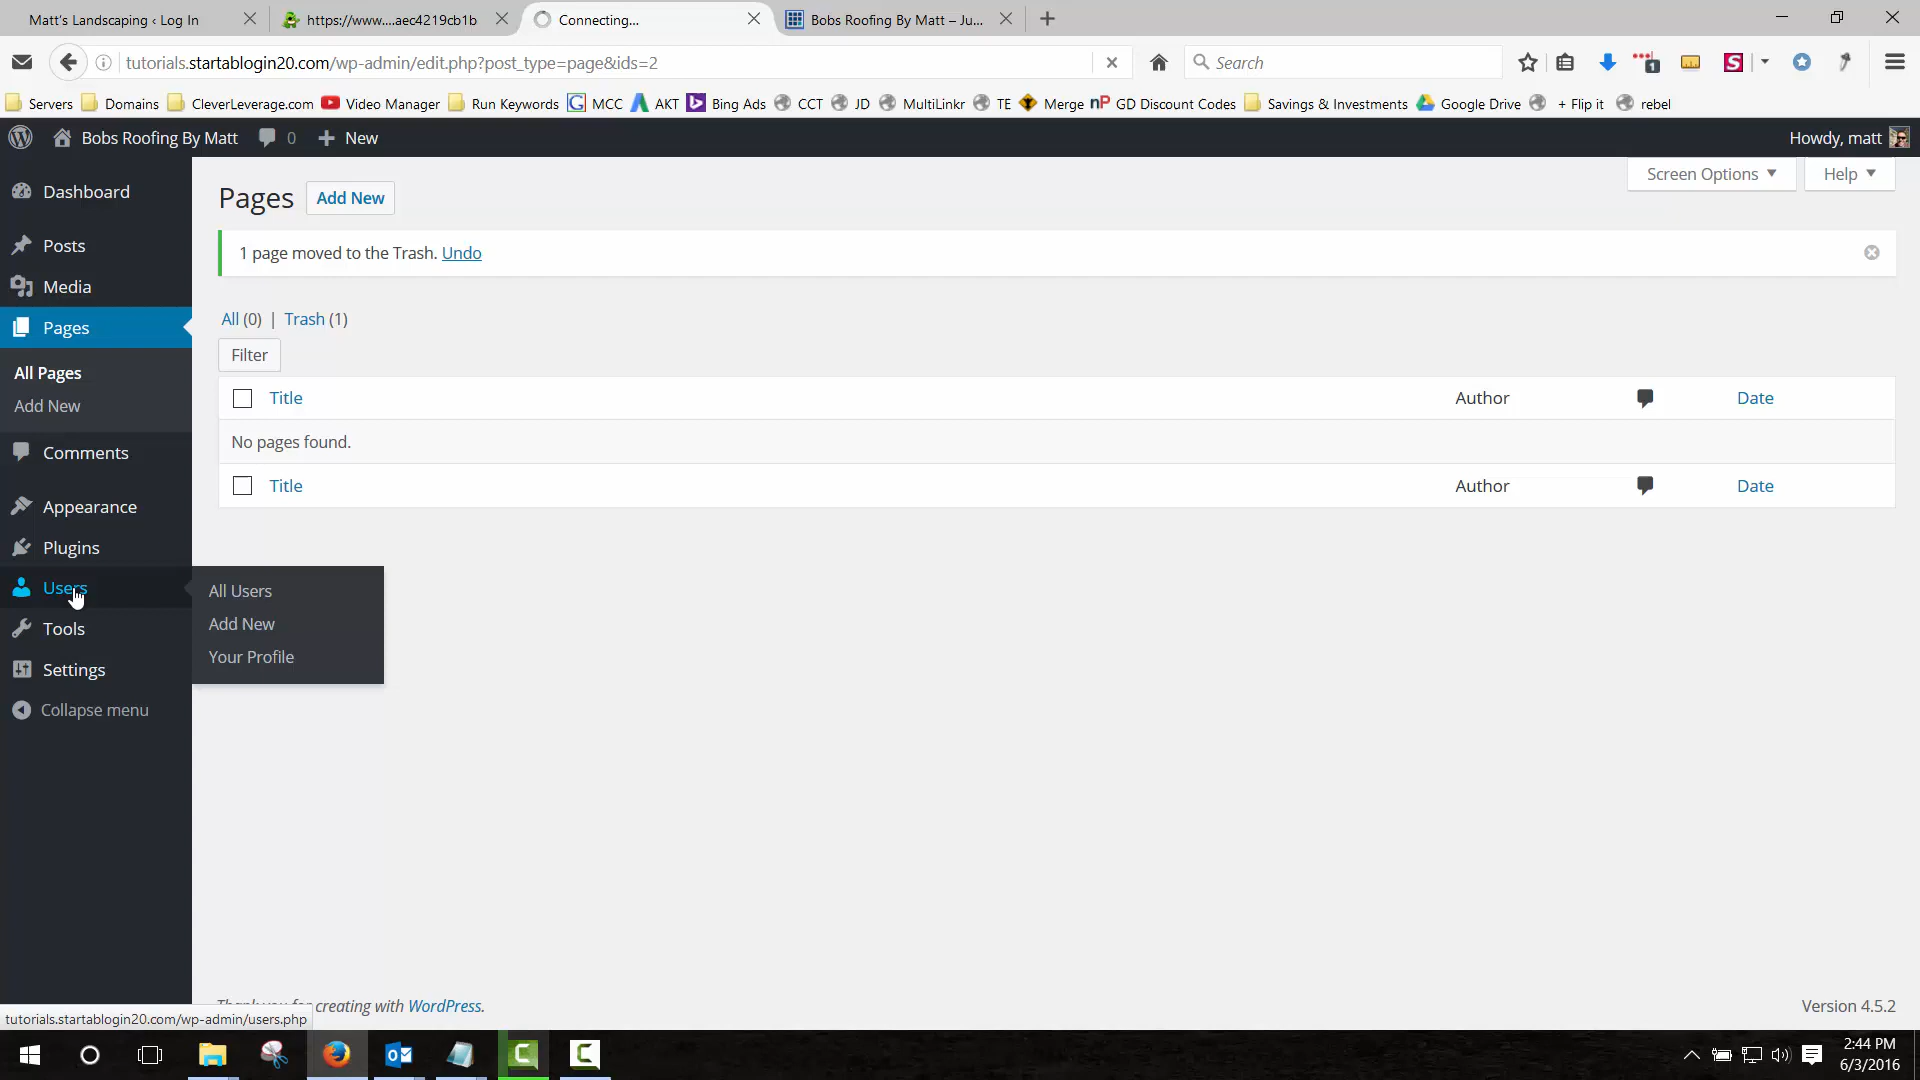 Matt's Landscaping ‹ Log In
https://www....aec4219cb1b
Connecting...
Bobs Roofing By Matt – Ju...
tutorials.startablogin20.com/wp-admin/edit.php?post_type=page&ids=2
Search
Servers Domains CleverLeverage.com Video Manager Run Keywords MCC AKT Bing Ads CCT JD MultiLinkr TE Merge GD Discount Codes Savings & Investments Google Drive + Flip it rebel
Bobs Roofing By Matt 0 + New
Howdy, matt
Dashboard
Posts
Media
Pages
All Pages
Add New
Comments
Appearance
Plugins
Users
Tools
Settings
Collapse menu
All Users
Add New
Your Profile
Pages Add New
Screen Options
Help
1 page moved to the Trash. Undo
All (0) | Trash (1)
Filter
Title Author Date
No pages found.
Title Author Date
creating with WordPress.
Version 4.5.2
tutorials.startablogin20.com/wp-admin/users.php
2:44 PM
6/3/2016